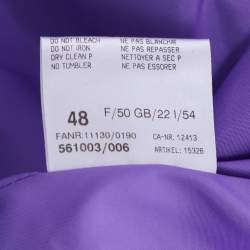 DO NOT BLEACH NE PAS BLANCHIR
DO NOT IRON NE PAS REPASSER
DRY CLEAN P NETTOYER A SEC P
NO TUMBLER NE PAS ESSORER
48 F/50 GB/22 I/54
FANR:11130/0190 CA-NR. 12413
561003/006 ARTIKEL: 15326